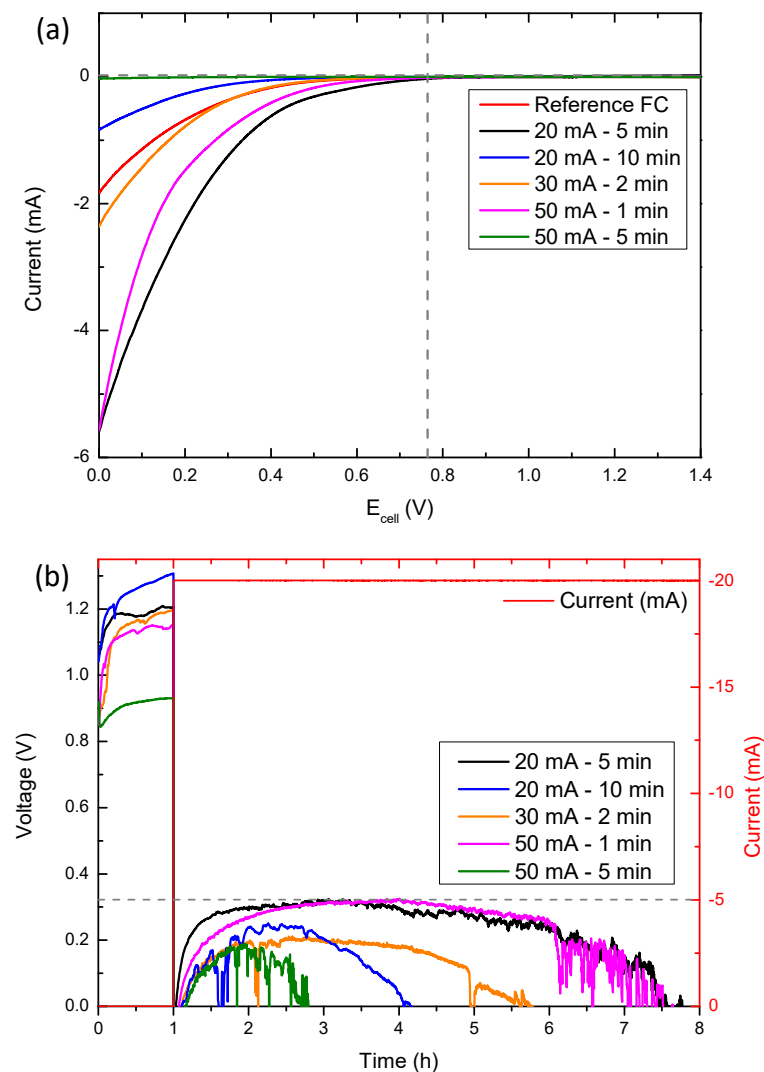 (a)
0
-2
-4
-6
Current (mA)
Reference FC
20 mA - 5 min
20 mA - 10 min
30 mA - 2 min
50 mA - 1 min
50 mA - 5 min
0.0 0.2 0.4 0.6 0.8 1.0 1.2 1.4
E cell (V)
(b)
1.2
1.0
0.8
0.6
0.4
0.2
0.0
Voltage (V)
Current (mA)
20 mA - 5 min
20 mA - 10 min
30 mA - 2 min
50 mA - 1 min
50 mA - 5 min
-20
-15
-10
-5
0
Current (mA)
0 1 2 3 4 5 6 7 8
Time (h)